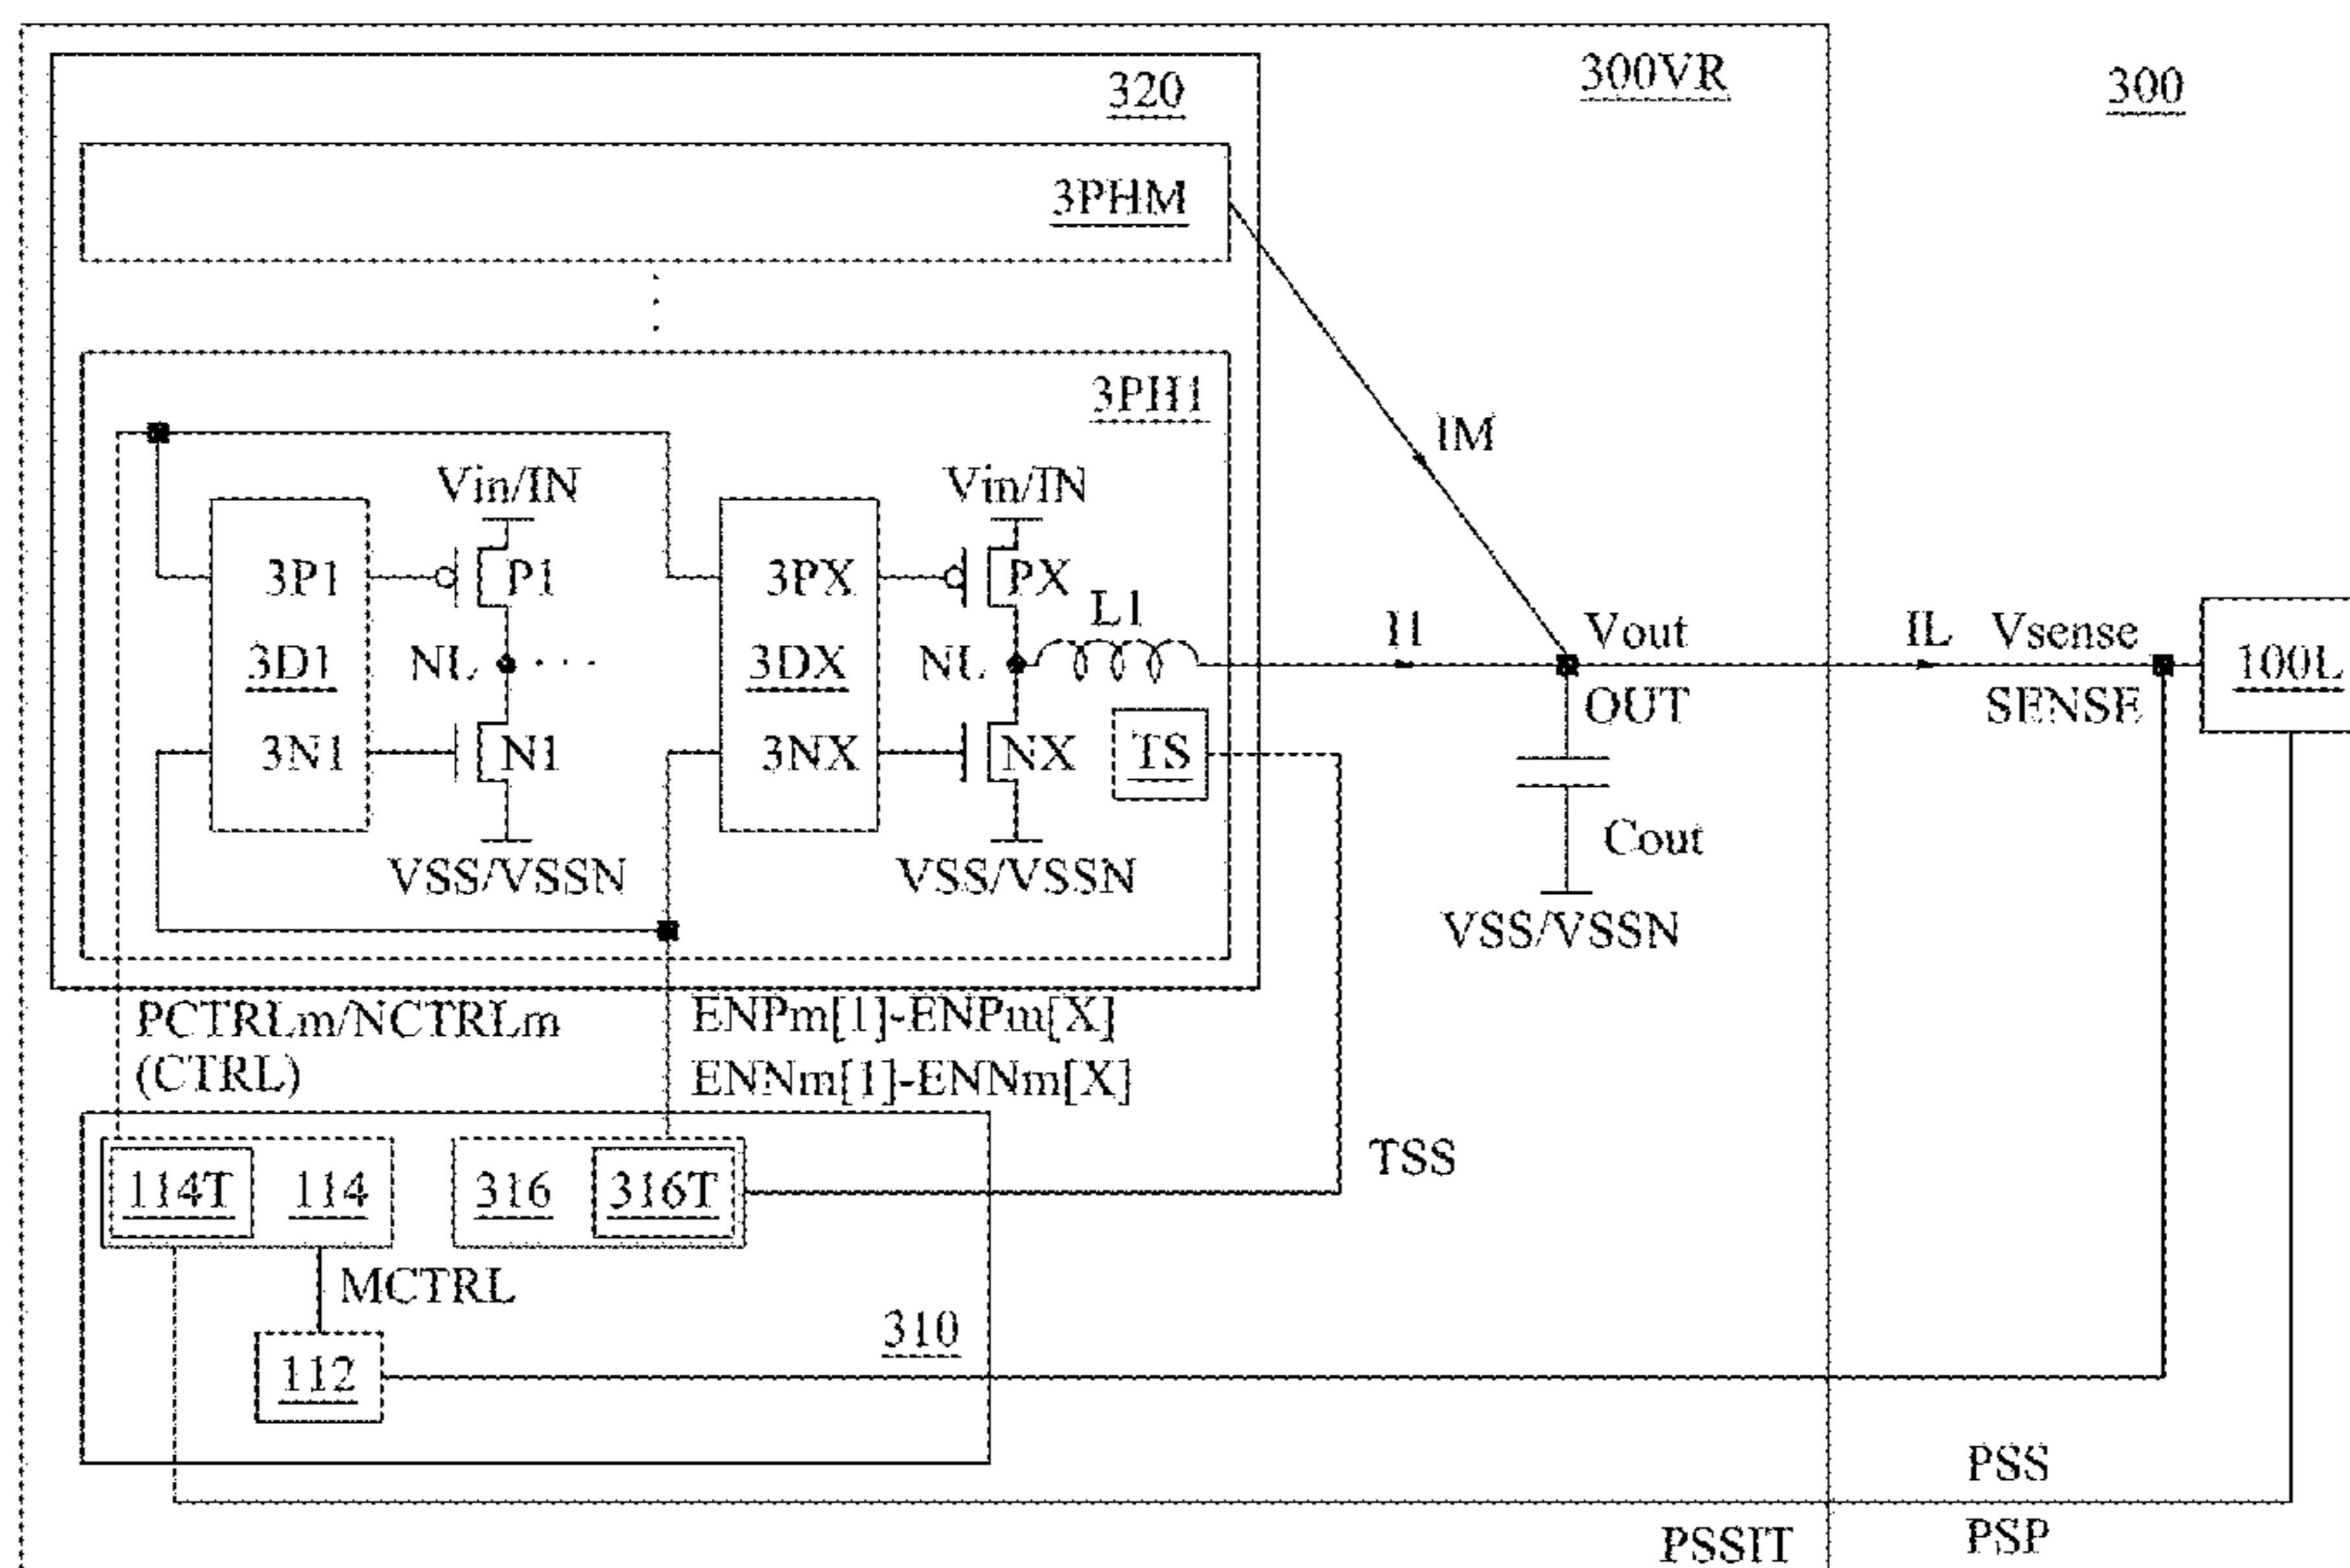 320
300VR
300
3PHM
3PH1
IM
Vin/IN
Vin/IN
3P1
P1
3PX
PX
L1
I1
Vout
IL
Vsense
3D1
NL
3DX
NL
100L
OUT
SENSE
3N1
N1
3NX
NX
TS
Cout
VSS/VSSN
VSS/VSSN
VSS/VSSN
PCTRLm/NCTRLm
(CTRL)
ENPm[1]-ENPm[X]
ENNm[1]-ENNm[X]
TSS
114T
114
316
316T
MCTRL
310
112
PSS
PSSIT
PSP